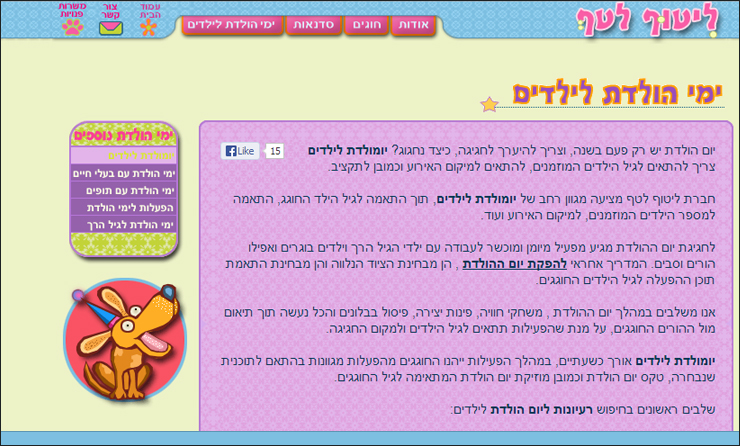 ליטוף לטף
אודות
חוגים
סדנאות
ימי הולדת לילדים
עמוד הבית
צור קשר
משרות פנויות
ימי הולדת לילדים
ימי הולדת נוספים
יומולדת לילדים
ימי הולדת עם בעלי חיים
ימי הולדת עם תופים
הפעלות לימי הולדת
ימי הולדת לגיל הרך
Like 15
יום הולדת יש רק פעם בשנה, וצריך להיערך לחגיגה, כיצד נחגוג? יומולדת לילדים
צריך להתאים לגיל הילדים המוזמנים, להתאים למיקום האירוע וכמובן לתקציב.
חברת ליטוף לטף מציעה מגוון רחב של יומולדת לילדים, תוך התאמה לגיל הילד החוגג, התאמה
למספר הילדים המוזמנים, למיקום האירוע ועוד.
לחגיגת יום ההולדת מגיע מפעיל מיומן ומוכשר לעבודה עם ילדי הגיל הרך וילדים בוגרים ואפילו
הורים וסבים. המדריך אחראי להפקת יום ההולדת , הן מבחינת הציוד הנלווה והן מבחינת התאמת
תוכן ההפעלה לגיל הילדים החוגגים.
אנו משלבים במהלך יום ההולדת , משחקי חוויה, פינות יצירה, פיסול בבלונים והכל נעשה תוך תיאום
מול ההורים החוגגים, על מנת שהפעילות תתאים לגיל הילדים ולמקום החגיגה.
יומולדת לילדים אורך כשעתיים, במהלך הפעילות ייהנו החוגגים מהפעלות מגוונות בהתאם לתוכנית
שנבחרה, טקס יום הולדת וכמובן מוזיקת יום הולדת המתאימה לגיל החוגגים.
שלבים ראשונים בחיפוש רעיונות ליום הולדת לילדים: